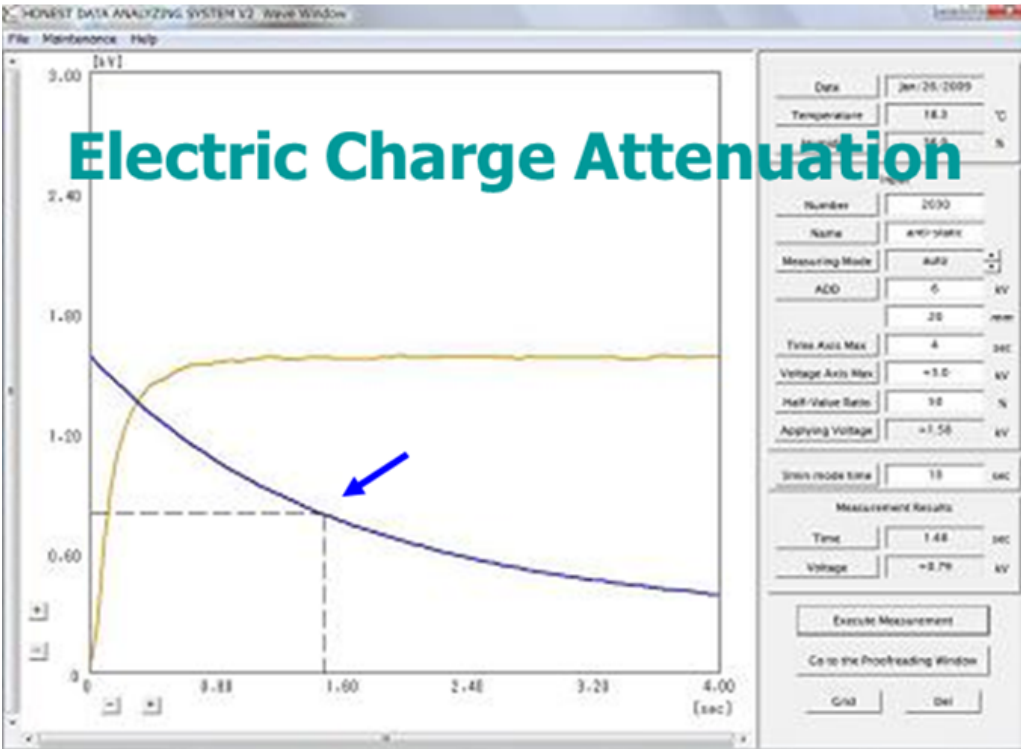 HONEST DATA ANALYZING SYSTEM V2 Wave Window
File Maintenance Help
[kV]
3.00
2.40
1.80
1.20
0.60
0
0 0.80 1.60 2.40 3.20 4.00
[sec]
Electric Charge Attenuation
Data Jan/26/2009
Temperature 18.3 ℃
%
Input
Number 2030
Name anti-static
Measuring Mode auto
ADD 6 kV
20 mm
Time Axis Max 4 sec
Voltage Axis Max +3.0 kV
Half-Value Ratio 50 %
Applying Voltage +1.58 kV
time sec
Measurement Results
Time 1.48 sec
Voltage +0.79 kV
Execute Measurement
Go to the Proofreading Window
Grid Del